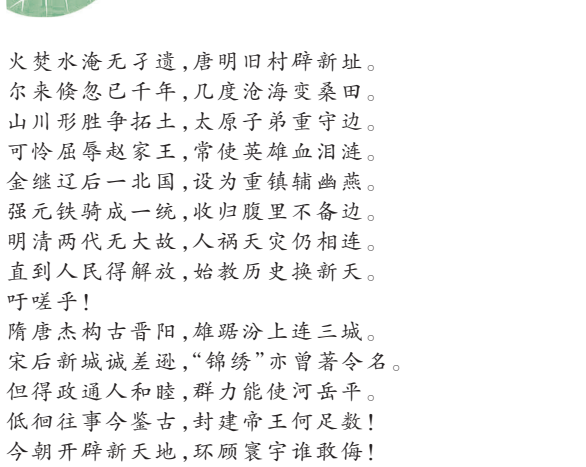 火焚水淹无孑遗,唐明旧村辟新址。
尔来倏忽已千年,几度沧海变桑田。
山川形胜争拓土,太原子弟重守边。
可怜屈辱赵家王,常使英雄血泪涟。
金继辽后一北国,设为重镇辅幽燕。
强元铁骑成一统,收归腹里不备边。
明清两代无大故,人祸天灾仍相连。
直到人民得解放,始教历史换新天。
吁嗟乎!
隋唐杰构古晋阳,雄踞汾上连三城。
宋后新城诚差逊,“锦绣”亦曾著令名。
但得政通人和睦,群力能使河岳平。
低徊往事今鉴古,封建帝王何足数!
今朝开辟新天地,环顾寰宇谁敢侮!